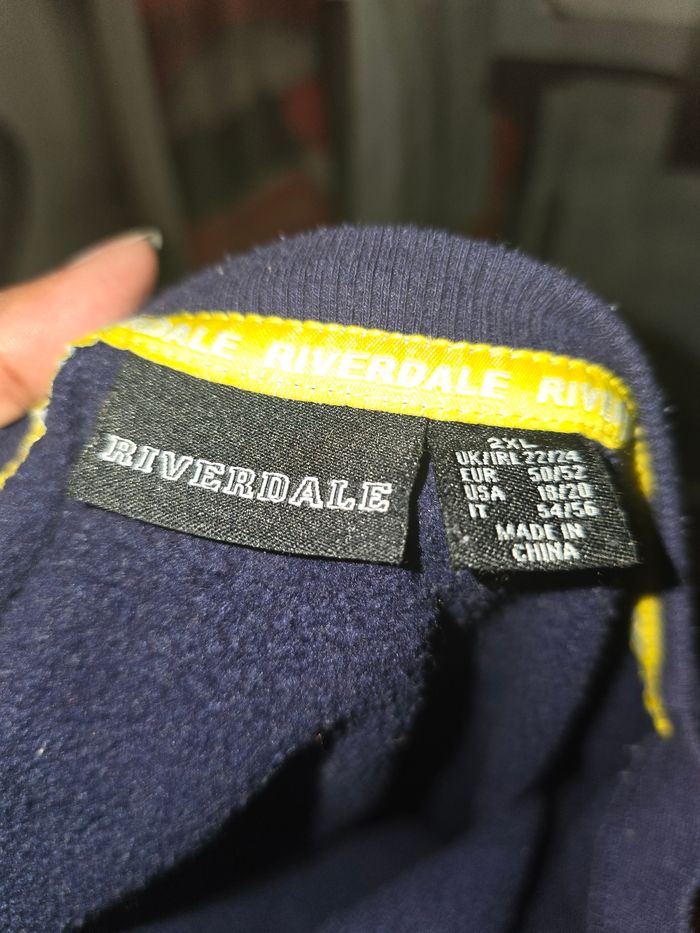 DALE RIVERDALE RIV
RIVERDALE
2XL
UK/IRL 22/24
EUR 50/52
USA 18/20
IT 54/56
MADE IN
CHINA